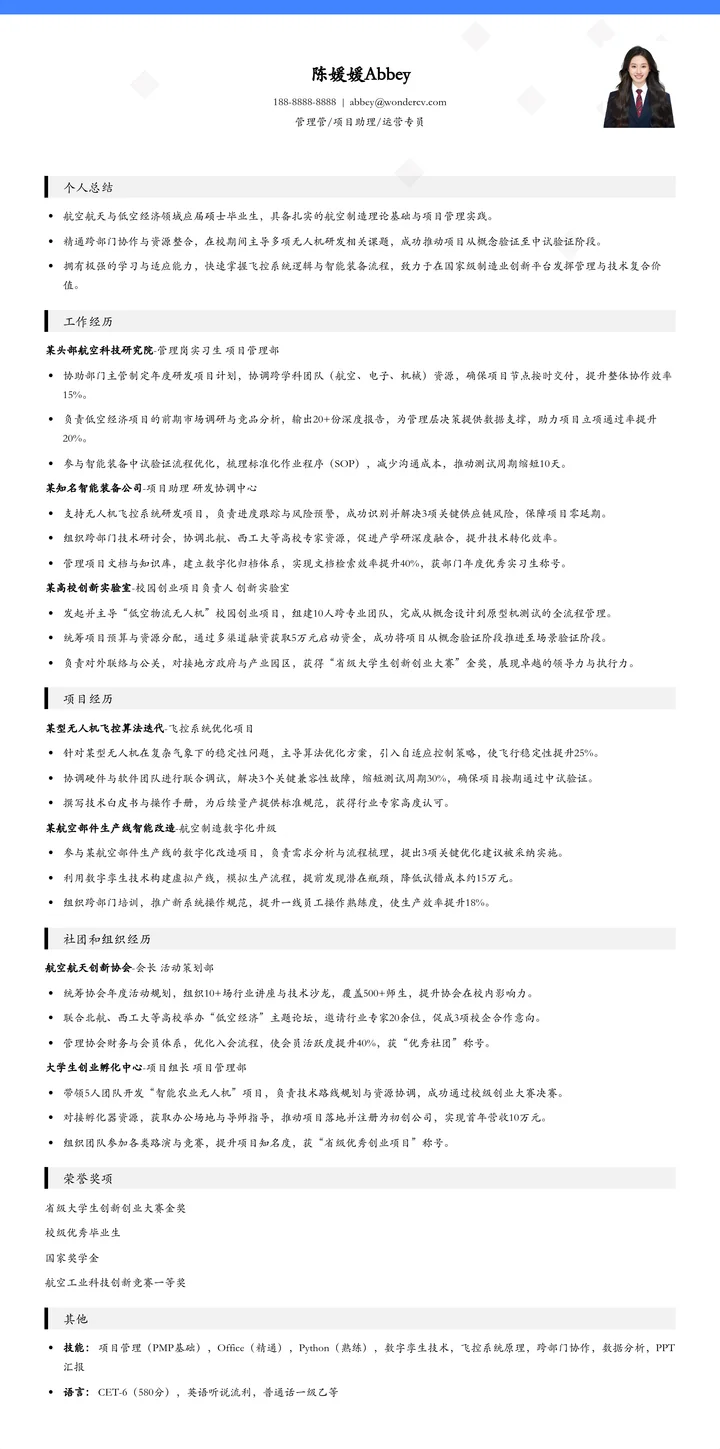 陈媛媛Abbey
188-8888-8888 | abbey@wondercv.com
管理管/项目助理/运营专员
个人总结
• 航空航天与低空经济领域应届硕士毕业生，具备扎实的航空制造理论基础与项目管理实践。
• 精通跨部门协作与资源整合，在校期间主导多项无人机研发相关课题，成功推动项目从概念验证至中试验证阶段。
• 拥有极强的学习与适应能力，快速掌握飞控系统逻辑与智能装备流程，致力于在国家级制造业创新平台发挥管理与技术复合价
值。
工作经历
某头部航空科技研究院-管理岗实习生 项目管理部
• 协助部门主管制定年度研发项目计划，协调跨学科团队（航空、电子、机械）资源，确保项目节点按时交付，提升整体协作效率
15%。
• 负责低空经济项目的前期市场调研与竞品分析，输出20+份深度报告，为管理层决策提供数据支撑，助力项目立项通过率提升
20%。
• 参与智能装备中试验证流程优化，梳理标准化作业程序（SOP），减少沟通成本，推动测试周期缩短10天。
某知名智能装备公司-项目助理 研发协调中心
• 支持无人机飞控系统研发项目，负责进度跟踪与风险预警，成功识别并解决3项关键供应链风险，保障项目零延期。
• 组织跨部门技术研讨会，协调北航、西工大等高校专家资源，促进产学研深度融合，提升技术转化效率。
• 管理项目文档与知识库，建立数字化归档体系，实现文档检索效率提升40%，获部门年度优秀实习生称号。
某高校创新实验室-校园创业项目负责人 创新实验室
• 发起并主导“低空物流无人机”校园创业项目，组建10人跨专业团队，完成从概念设计到原型机测试的全流程管理。
• 统筹项目预算与资源分配，通过多渠道融资获取5万元启动资金，成功将项目从概念验证阶段推进至场景验证阶段。
• 负责对外联络与公关，对接地方政府与产业园区，获得“省级大学生创新创业大赛”金奖，展现卓越的领导力与执行力。
项目经历
某型无人机飞控算法迭代-飞控系统优化项目
• 针对某型无人机在复杂气象下的稳定性问题，主导算法优化方案，引入自适应控制策略，使飞行稳定性提升25%。
• 协调硬件与软件团队进行联合调试，解决3个关键兼容性故障，缩短测试周期30%，确保项目按期通过中试验证。
• 撰写技术白皮书与操作手册，为后续量产提供标准规范，获得行业专家高度认可。
某航空部件生产线智能改造-航空制造数字化升级
• 参与某航空部件生产线的数字化改造项目，负责需求分析与流程梳理，提出3项关键优化建议被采纳实施。
• 利用数字孪生技术构建虚拟产线，模拟生产流程，提前发现潜在瓶颈，降低试错成本约15万元。
• 组织跨部门培训，推广新系统操作规范，提升一线员工操作熟练度，使生产效率提升18%。
社团和组织经历
航空航天创新协会-会长 活动策划部
• 统筹协会年度活动规划，组织10+场行业讲座与技术沙龙，覆盖500+师生，提升协会在校内影响力。
• 联合北航、西工大等高校举办“低空经济”主题论坛，邀请行业专家20余位，促成3项校企合作意向。
• 管理协会财务与会员体系，优化入会流程，使会员活跃度提升40%，获“优秀社团”称号。
大学生创业孵化中心-项目组长 项目管理部
• 带领5人团队开发“智能农业无人机”项目，负责技术路线规划与资源协调，成功通过校级创业大赛决赛。
• 对接孵化器资源，获取办公场地与导师指导，推动项目落地并注册为初创公司，实现首年营收10万元。
• 组织团队参加各类路演与竞赛，提升项目知名度，获“省级优秀创业项目”称号。
荣誉奖项
省级大学生创新创业大赛金奖
校级优秀毕业生
国家奖学金
航空工业科技创新竞赛一等奖
其他
• 技能： 项目管理（PMP基础）, Office（精通）, Python（熟练）, 数字孪生技术, 飞控系统原理, 跨部门协作, 数据分析, PPT
汇报
• 语言： CET-6（580分）, 英语听说流利, 普通话一级乙等